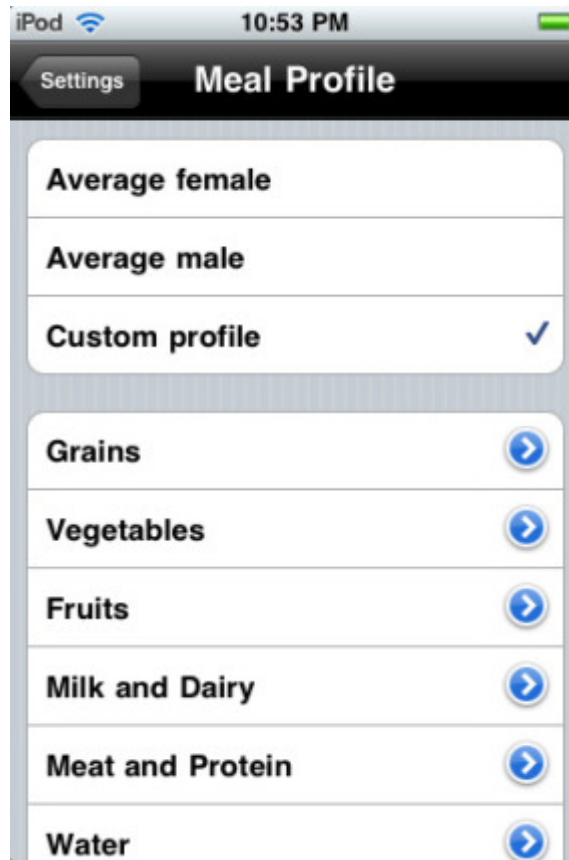 iPod 10:53 PM
Settings Meal Profile
Average female
Average male
Custom profile
Grains
Vegetables
Fruits
Milk and Dairy
Meat and Protein
Water